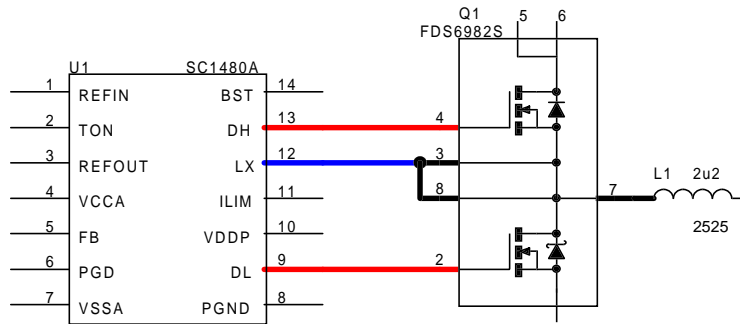 Q1
FDS6982S
5 6
U1 SC1480A
1 REFIN BST 14
2 TON DH 13 4
3 REFOUT LX 12 3
4 VCCA ILIM 11 8 7 L1 2u2
5 FB VDDP 10 2525
6 PGD DL 9 2
7 VSSA PGND 8